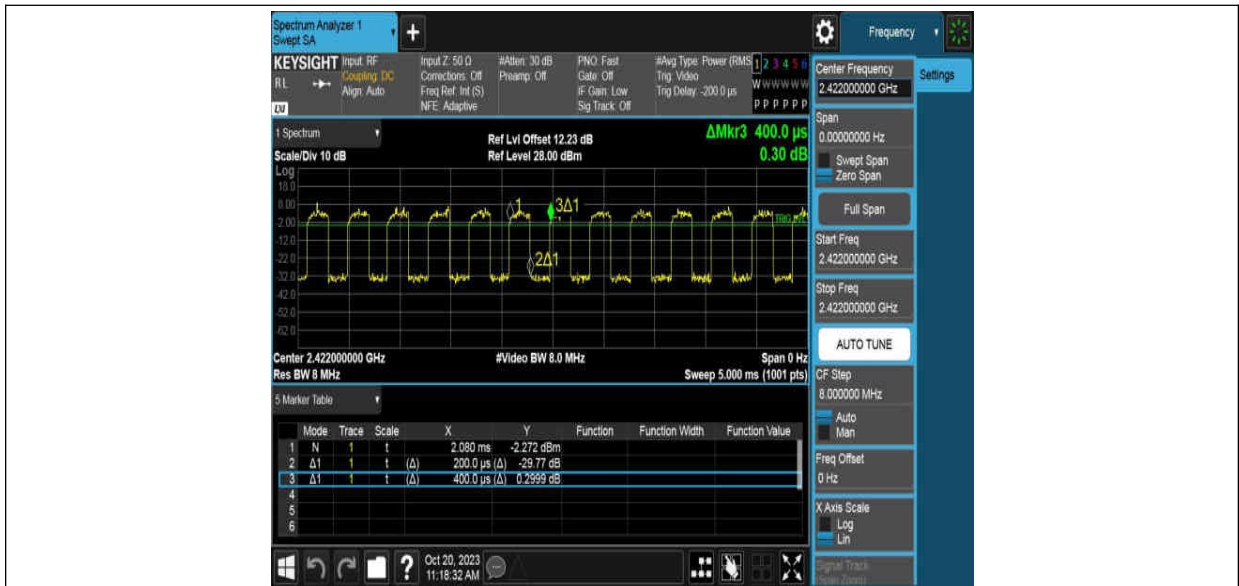 Spectrum Analyzer 1
Swept SA
+
Frequency
KEYSIGHT
RL
Input: RF
Coupling: DC
Align: Auto
Input Z: 50 Ω
Corrections: Off
Freq Ref: Int (S)
NFE: Adaptive
#Atten: 30 dB
Preamp: Off
PNO: Fast
Gate: Off
IF Gain: Low
Sig Track: Off
#Avg Type: Power (RMS
Trig: Video
Trig Delay: -200.0 µs
1 2 3 4 5 6
W W W W W W
P P P P P P
LXI
1 Spectrum
Scale/Div 10 dB
Log
Ref Lvl Offset 12.23 dB
Ref Level 28.00 dBm
ΔMkr3 400.0 µs
0.30 dB
18.0
8.00
-2.00
-12.0
-22.0
-32.0
-42.0
-52.0
-62.0
1
3Δ1
2Δ1
Center 2.422000000 GHz
#Video BW 8.0 MHz
Span 0 Hz
Res BW 8 MHz
Sweep 5.000 ms (1001 pts)
5 Marker Table
Mode Trace Scale X Y Function Function Width Function Value
1 N 1 t 2.080 ms -2.272 dBm
2 Δ1 1 t (Δ) 200.0 µs (Δ) -29.77 dB
3 Δ1 1 t (Δ) 400.0 µs (Δ) 0.2999 dB
4
5
6
?
Oct 20, 2023
11:18:32 AM
Center Frequency
2.422000000 GHz
Settings
Span
0.00000000 Hz
Swept Span
Zero Span
Full Span
Start Freq
2.422000000 GHz
Stop Freq
2.422000000 GHz
AUTO TUNE
CF Step
8.000000 MHz
Auto
Man
Freq Offset
0 Hz
X Axis Scale
Log
Lin
Signal Track
(Span Zoom)